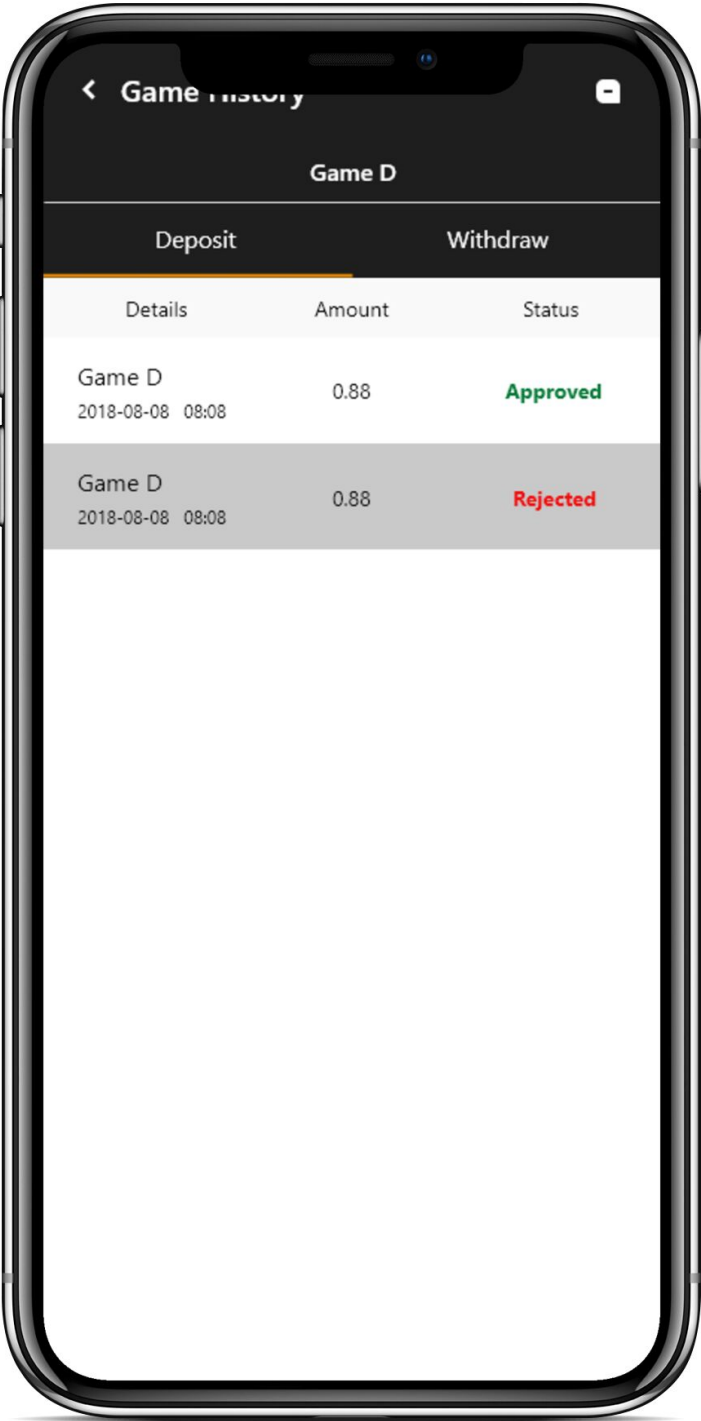 Game History
Game D
Deposit Withdraw
Details Amount Status
Game D
0.88 Approved
2018-08-08 08:08
Game D
0.88 Rejected
2018-08-08 08:08